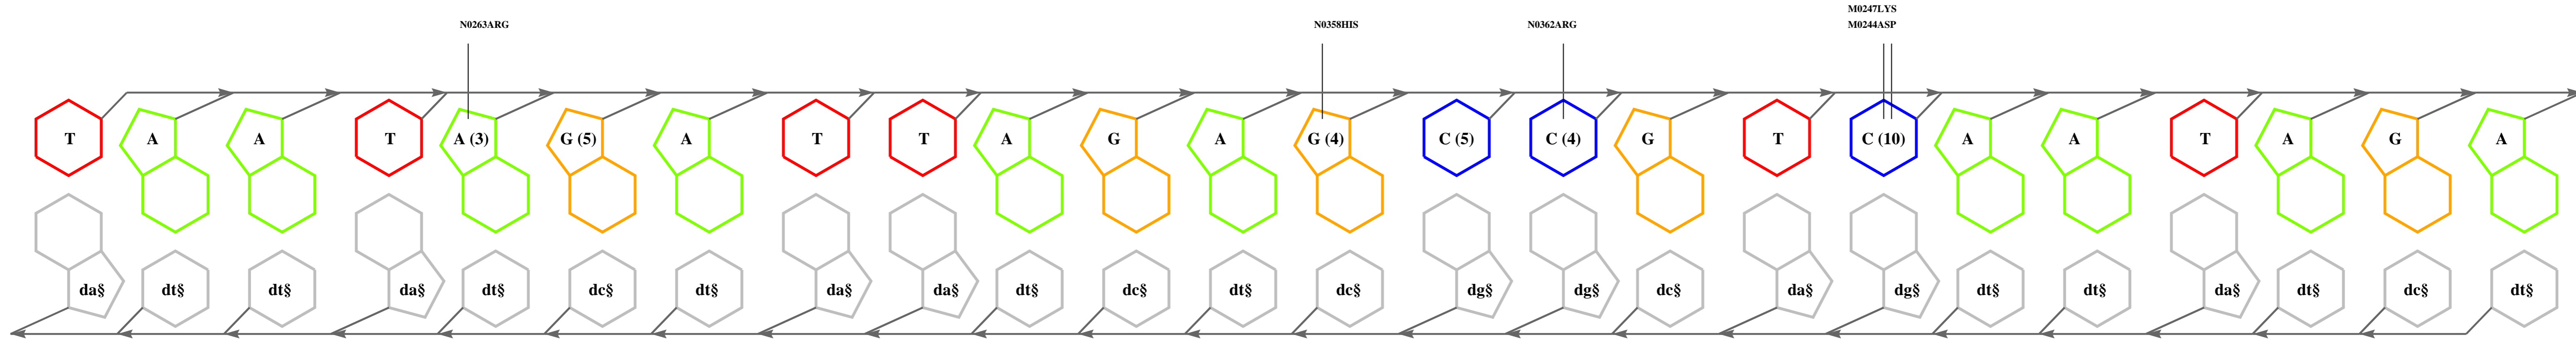 M0247LYS
N0263ARG N0358HIS N0362ARG M0244ASP
T A A T A (3) G (5) A T T A G A G (4) C (5) C (4) G T C (10) A A T A G A
da§ dt§ dt§ da§ dt§ dc§ dt§ da§ da§ dt§ dc§ dt§ dc§ dg§ dg§ dc§ da§ dg§ dt§ dt§ da§ dt§ dc§ dt§